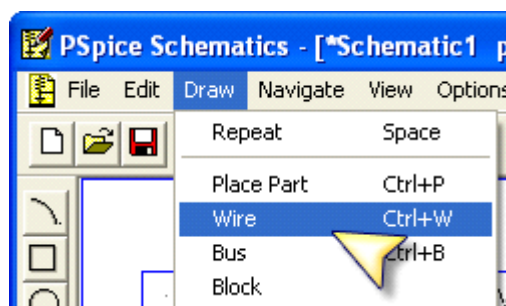 PSpice Schematics - [*Schematic1 p
File Edit Draw Navigate View Options
Repeat Space
Place Part Ctrl+P
Wire Ctrl+W
Bus Ctrl+B
Block